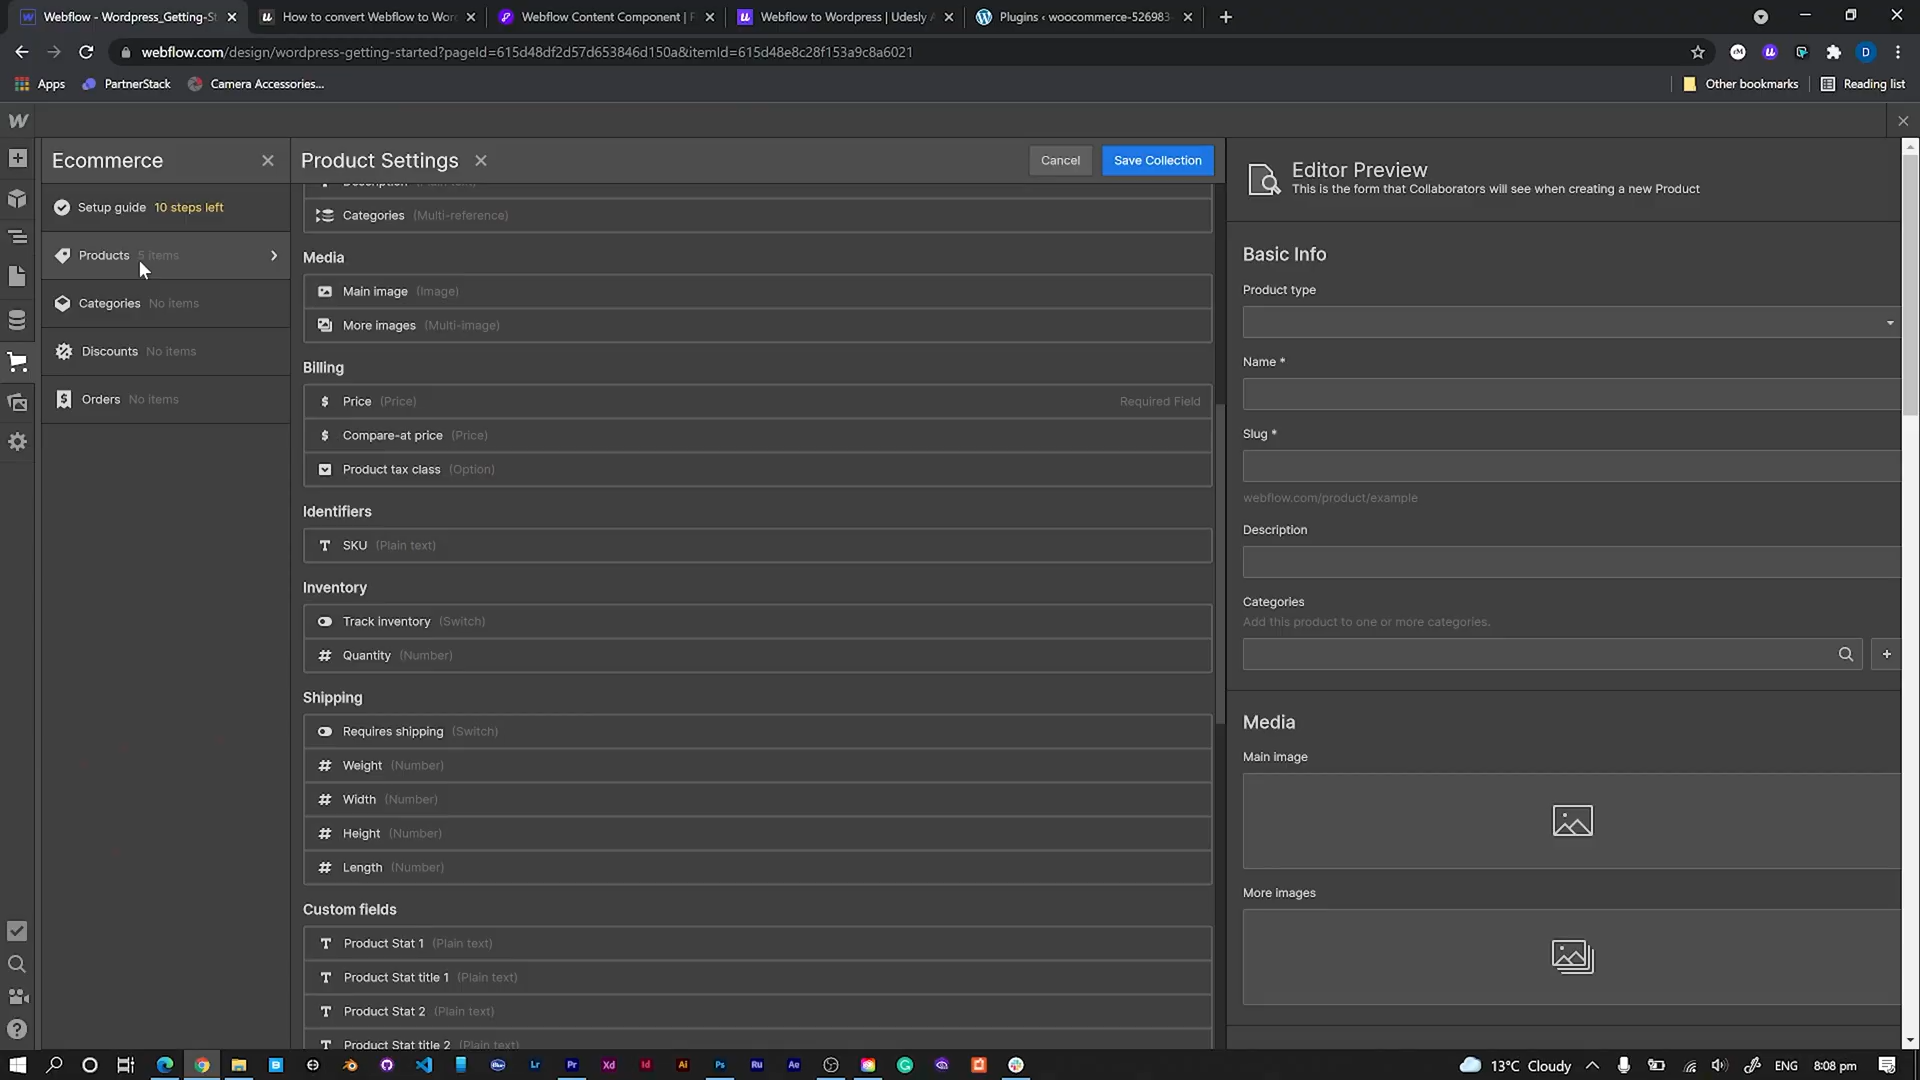 Webflow - Wordpress_Getting-St
How to convert Webflow to Wor
Webflow Content Component | F
Webflow to Wordpress | Udesly A
Plugins ‹ woocommerce-526983
webflow.com/design/wordpress-getting-started?pageId=615d48df2d57d653846d150a&itemId=615d48e8c28f153a9c8a6021
Apps
PartnerStack
Camera Accessories...
Other bookmarks
Reading list
Ecommerce
Product Settings
Cancel
Save Collection
Setup guide 10 steps left
Products 5 items
Categories No items
Discounts No items
Orders No items
Description (Plain text)
Categories (Multi-reference)
Media
Main image (Image)
More images (Multi-image)
Billing
Price (Price) Required Field
Compare-at price (Price)
Product tax class (Option)
Identifiers
SKU (Plain text)
Inventory
Track inventory (Switch)
Quantity (Number)
Shipping
Requires shipping (Switch)
Weight (Number)
Width (Number)
Height (Number)
Length (Number)
Custom fields
Product Stat 1 (Plain text)
Product Stat title 1 (Plain text)
Product Stat 2 (Plain text)
Product Stat title 2 (Plain text)
Editor Preview
This is the form that Collaborators will see when creating a new Product
Basic Info
Product type
Name *
Slug *
webflow.com/product/example
Description
Categories
Add this product to one or more categories.
Media
Main image
More images
13°C Cloudy
ENG
8:08 pm